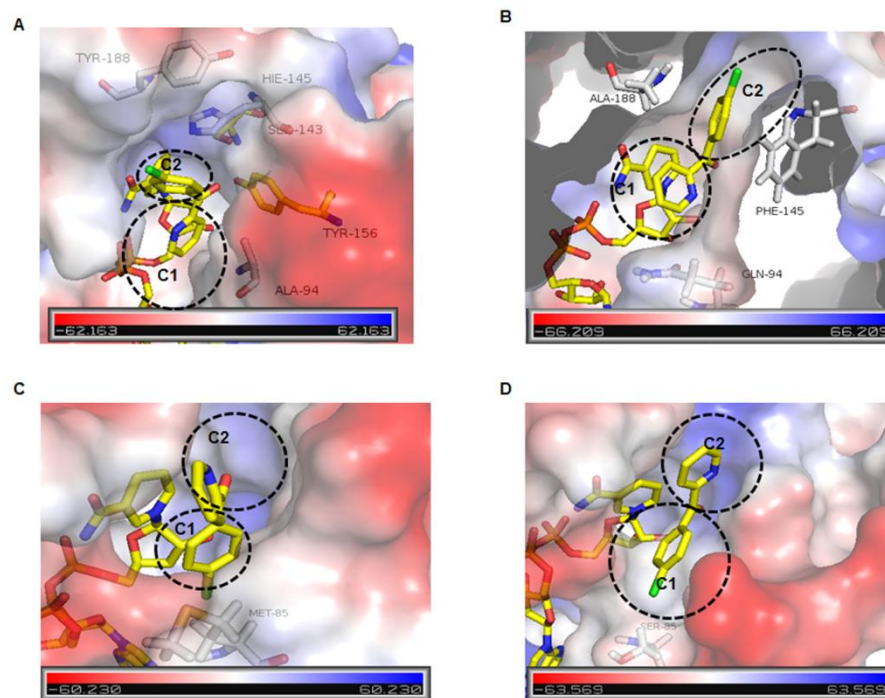 A
TYR-188
HIE-145
C2
TYR-156
C1
ALA-94
-62.163 62.163
B
C2
ALA-188
C1
PHE-145
GLN-94
-66.209 66.209
C
C2
C1
MET-85
-60.230 60.230
D
C2
C1
SER-85
-63.569 63.569